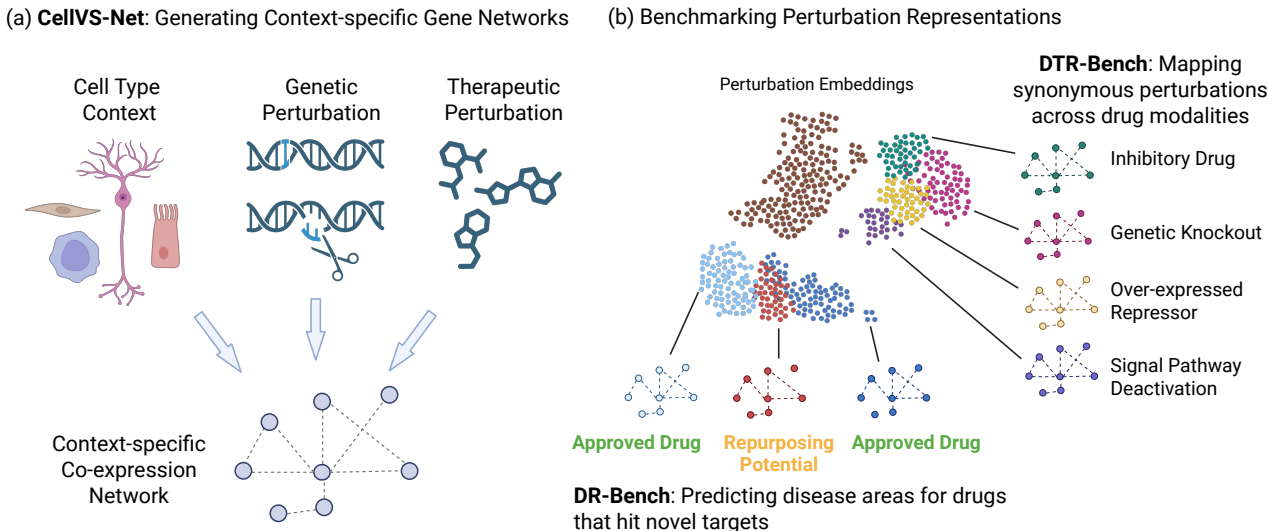 (a) CellVS-Net: Generating Context-specific Gene Networks
Cell Type
Context
Genetic
Perturbation
Therapeutic
Perturbation
Context-specific
Co-expression
Network
(b) Benchmarking Perturbation Representations
Perturbation Embeddings
DTR-Bench: Mapping
synonymous perturbations
across drug modalities
Inhibitory Drug
Genetic Knockout
Over-expressed
Repressor
Signal Pathway
Deactivation
Approved Drug
Repurposing
Potential
Approved Drug
DR-Bench: Predicting disease areas for drugs
that hit novel targets